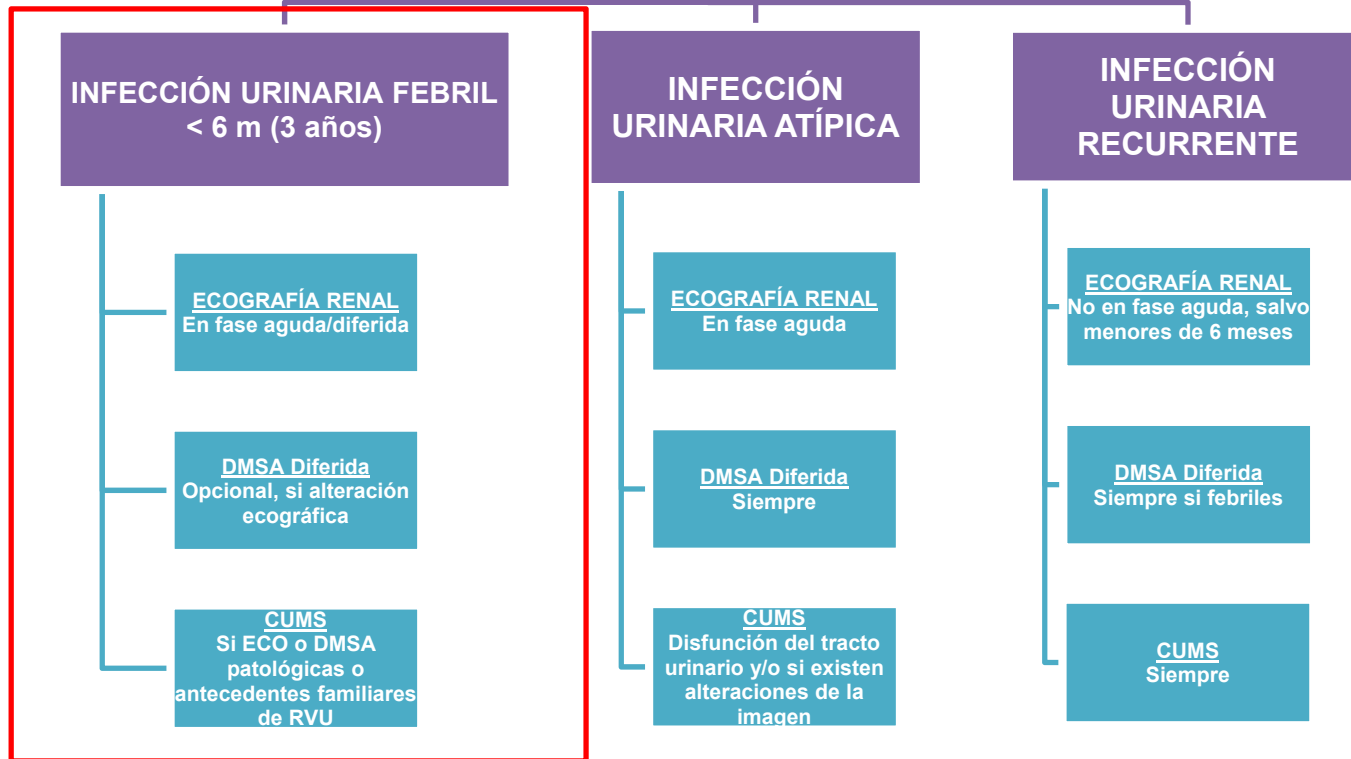 INFECCIÓN URINARIA FEBRIL
< 6 m (3 años)
ECOGRAFÍA RENAL
En fase aguda/diferida
DMSA Diferida
Opcional, si alteración
ecográfica
CUMS
Si ECO o DMSA
patológicas o
antecedentes familiares
de RVU
INFECCIÓN
URINARIA ATÍPICA
ECOGRAFÍA RENAL
En fase aguda
DMSA Diferida
Siempre
CUMS
Disfunción del tracto
urinario y/o si existen
alteraciones de la
imagen
INFECCIÓN
URINARIA
RECURRENTE
ECOGRAFÍA RENAL
No en fase aguda, salvo
menores de 6 meses
DMSA Diferida
Siempre si febriles
CUMS
Siempre